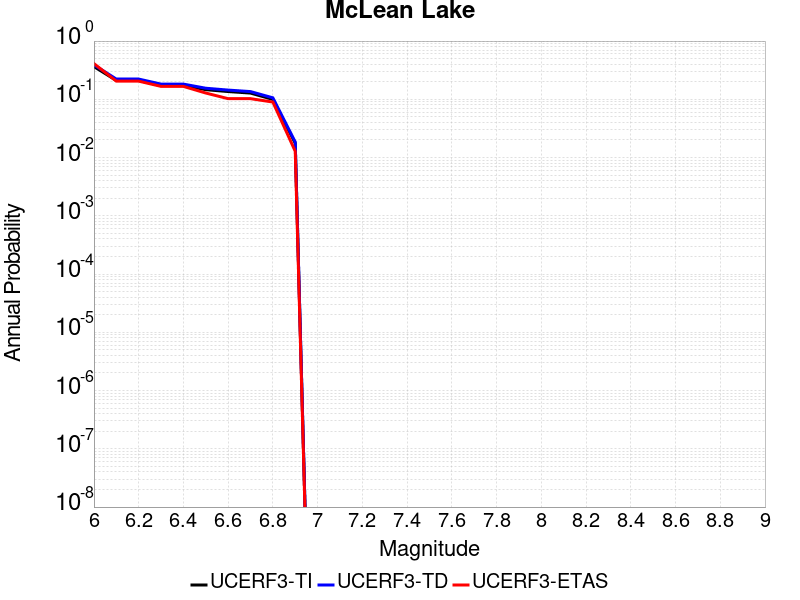 McLean Lake
10^0
10^-1
10^-2
10^-3
10^-4
10^-5
10^-6
10^-7
10^-8
Annual Probability
6 6.2 6.4 6.6 6.8 7 7.2 7.4 7.6 7.8 8 8.2 8.4 8.6 8.8 9
Magnitude
UCERF3-TI UCERF3-TD UCERF3-ETAS